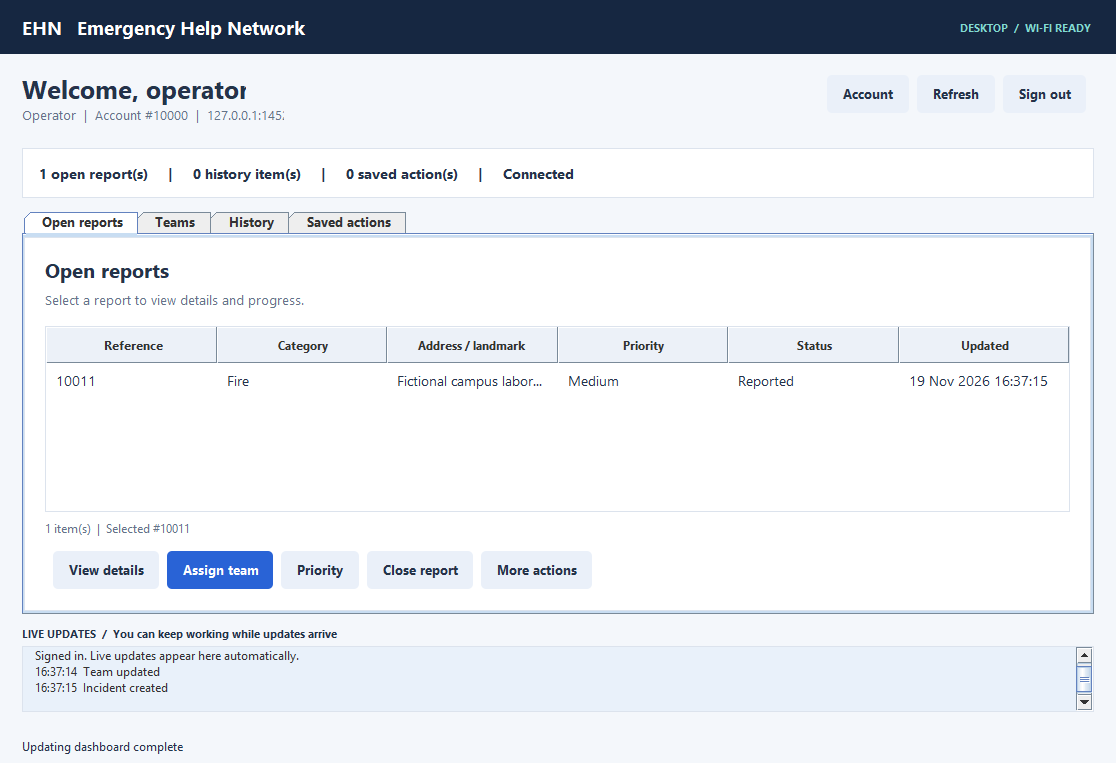 EHN Emergency Help Network
DESKTOP / WI-FI READY
Welcome, operator
Operator | Account #10000 |
Account
Refresh
Sign out
1 open report(s) | 0 history item(s) | 0 saved action(s) | Connected
Open reports
Teams
History
Saved actions
Open reports
Select a report to view details and progress.
Reference Category Address / landmark Priority Status Updated
10011 Fire Fictional campus labor... Medium Reported 19 Nov 2026 16:37:15
1 item(s) | Selected #10011
View details
Assign team
Priority
Close report
More actions
LIVE UPDATES / You can keep working while updates arrive
Signed in. Live updates appear here automatically.
16:37:14 Team updated
16:37:15 Incident created
Updating dashboard complete